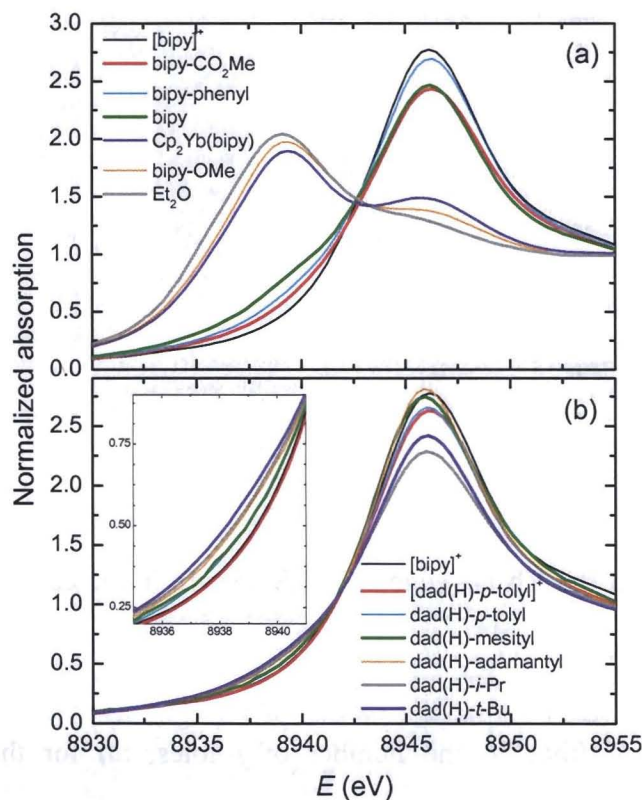 Normalized absorption
3.0
2.5
2.0
1.5
1.0
0.5
0.0
(a)
[bipy]⁺
bipy-CO₂Me
bipy-phenyl
bipy
Cp₂Yb(bipy)
bipy-OMe
Et₂O
2.5
2.0
1.5
1.0
0.5
0.0
(b)
0.75
0.50
0.25
8936 8938 8940
[bipy]⁺
[dad(H)-p-tolyl]⁺
dad(H)-p-tolyl
dad(H)-mesityl
dad(H)-adamantyl
dad(H)-i-Pr
dad(H)-t-Bu
8930 8935 8940 8945 8950 8955
E (eV)